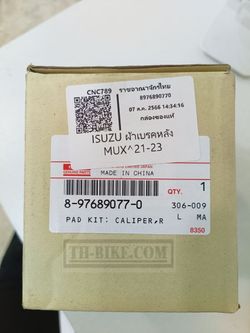 CNC789
ราชอาณาจักรไทย
8976890770
07 ส.ค. 2566 14:34:16
กล่องของแท้
ISUZU ผ้าเบรคหลัง
MUX^21-23
GENUINE PARTS
MADE IN CHINA
QTY. 1
8-97689077-0
306-009
PAD KIT: CALIPER,R
L MA
8350
TH-BIKE.COM